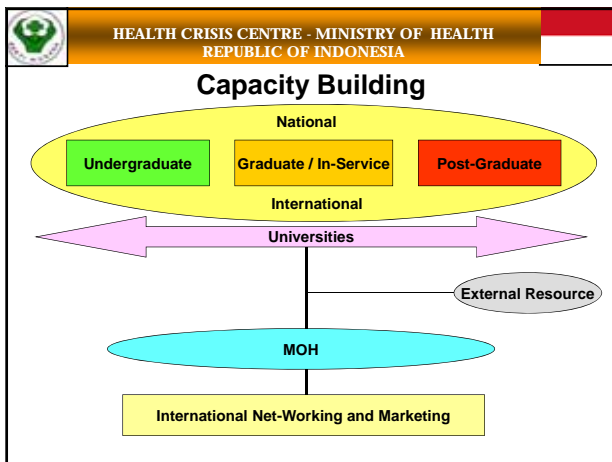 HEALTH CRISIS CENTRE - MINISTRY OF HEALTH
REPUBLIC OF INDONESIA
Capacity Building
National
Undergraduate
Graduate / In-Service
Post-Graduate
International
Universities
External Resource
MOH
International Net-Working and Marketing